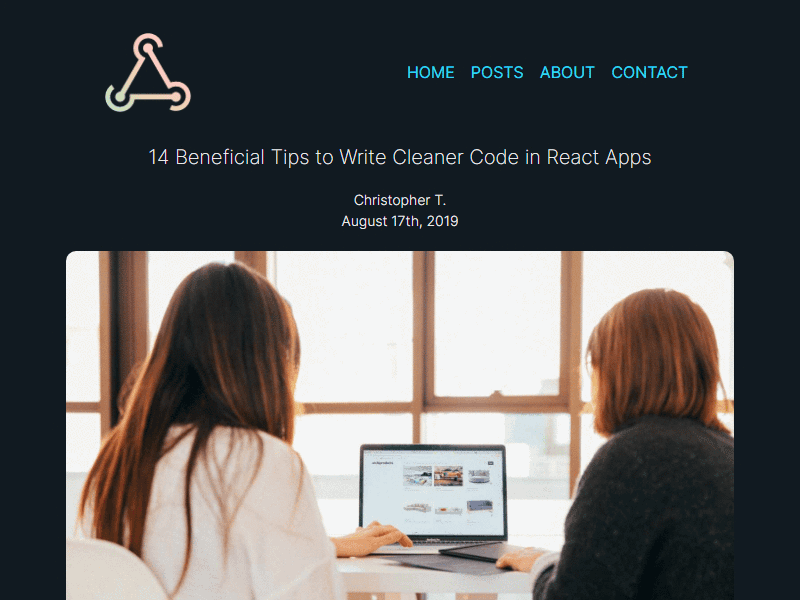 HOME POSTS ABOUT CONTACT
14 Beneficial Tips to Write Cleaner Code in React Apps
Christopher T.
August 17th, 2019